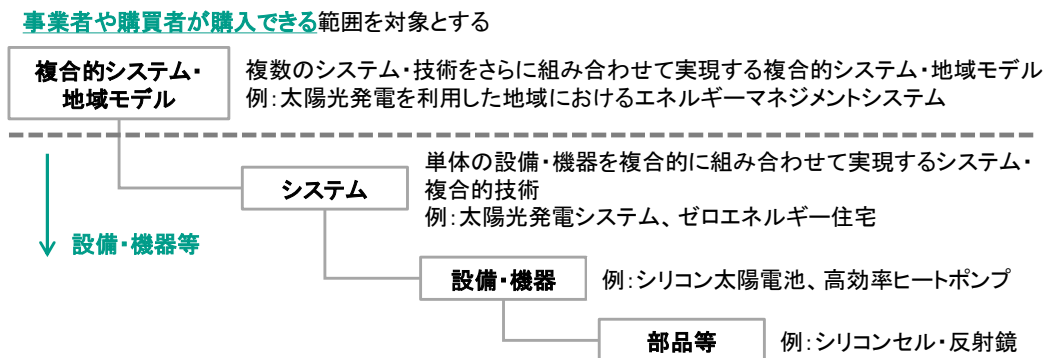 事業者や購買者が購入できる範囲を対象とする
複合的システム・
地域モデル
複数のシステム・技術をさらに組み合わせて実現する複合的システム・地域モデル
例：太陽光発電を利用した地域におけるエネルギーマネジメントシステム
システム
単体の設備・機器を複合的に組み合わせて実現するシステム・
複合的技術
例：太陽光発電システム、ゼロエネルギー住宅
設備・機器等
設備・機器
例：シリコン太陽電池、高効率ヒートポンプ
部品等
例：シリコンセル・反射鏡